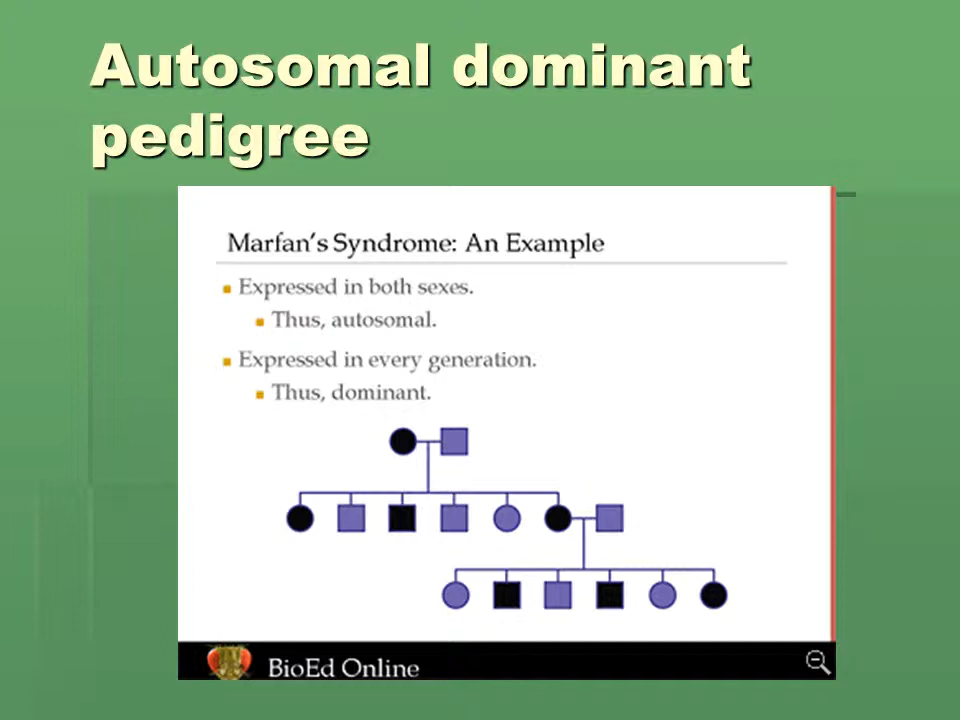 Autosomal dominant
pedigree
Marfan's Syndrome: An Example
Expressed in both sexes.
Thus, autosomal.
Expressed in every generation.
Thus, dominant.
BioEd Online